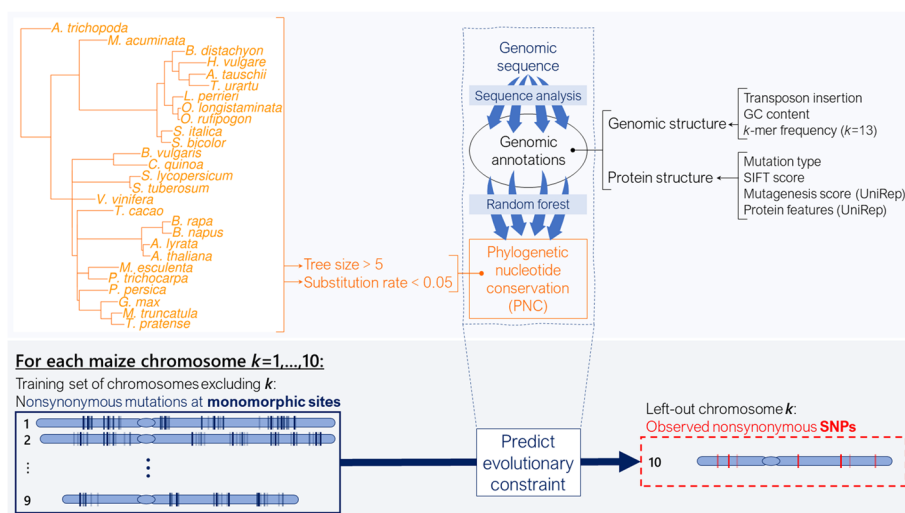 A. trichopoda
M. acuminata
B. distachyon
H. vulgare
A. tauschii
T. urartu
L. perrieri
O. longistaminata
O. rufipogon
S. italica
S. bicolor
B. vulgaris
C. quinoa
S. lycopersicum
S. tuberosum
V. vinifera
T. cacao
B. rapa
B. napus
A. lyrata
A. thaliana
M. esculenta
P. trichocarpa
P. persica
G. max
M. truncatula
T. pratense
Tree size > 5
Substitution rate < 0.05
Genomic
sequence
Sequence analysis
Genomic
annotations
Random forest
Phylogenetic
nucleotide
conservation
(PNC)
Genomic structure
Transposon insertion
GC content
k-mer frequency (k=13)
Protein structure
Mutation type
SIFT score
Mutagenesis score (UniRep)
Protein features (UniRep)
For each maize chromosome k=1,...,10:
Training set of chromosomes excluding k:
Nonsynonymous mutations at monomorphic sites
1
2
⋮
⋮
9
Predict
evolutionary
constraint
Left-out chromosome k:
Observed nonsynonymous SNPs
10